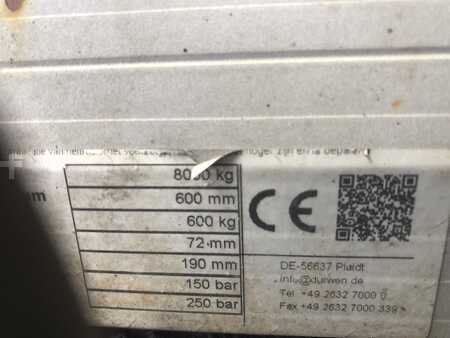 8000 kg
mm
600 mm
600 kg
72 mm
190 mm
150 bar
250 bar
CE
DE-56637 Plaidt
info@durwen.de
Tel +49 2632 7000 0
Fax +49 2632 7000 339